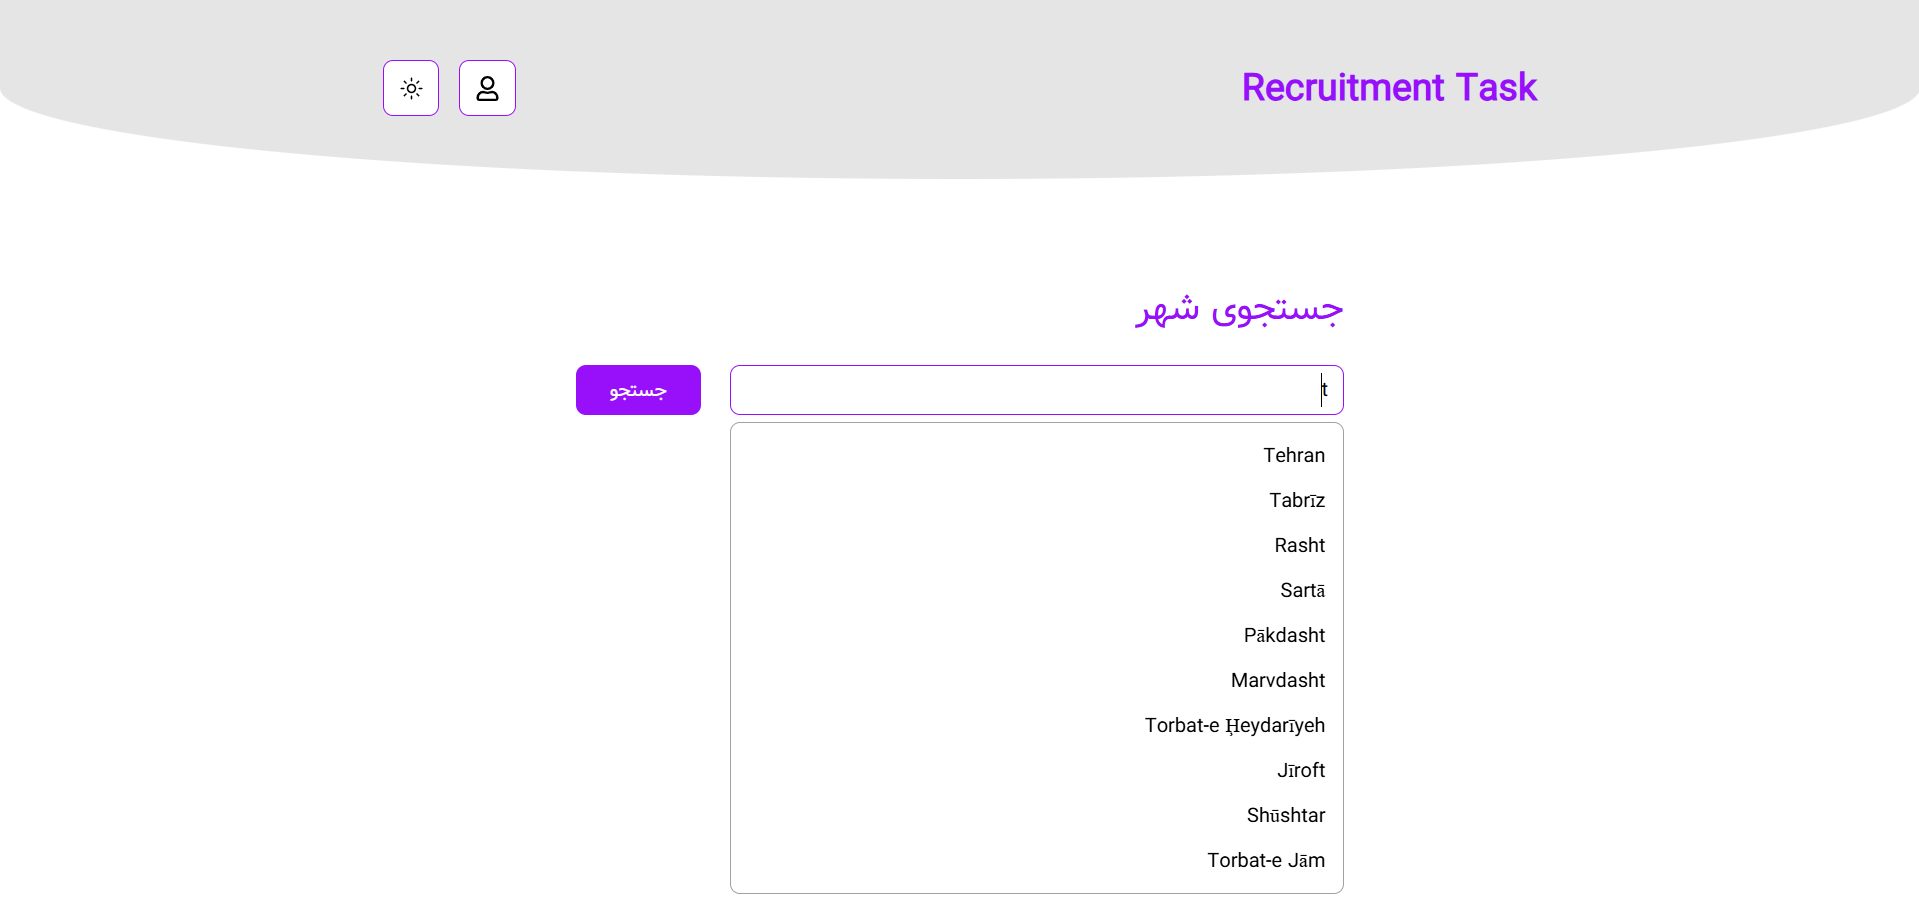 Recruitment Task
جستجوی شهر
t
جستجو
Tehran
Tabrīz
Rasht
Sartā
Pākdasht
Marvdasht
Torbat-e Ḩeydarīyeh
Jīroft
Shūshtar
Torbat-e Jām